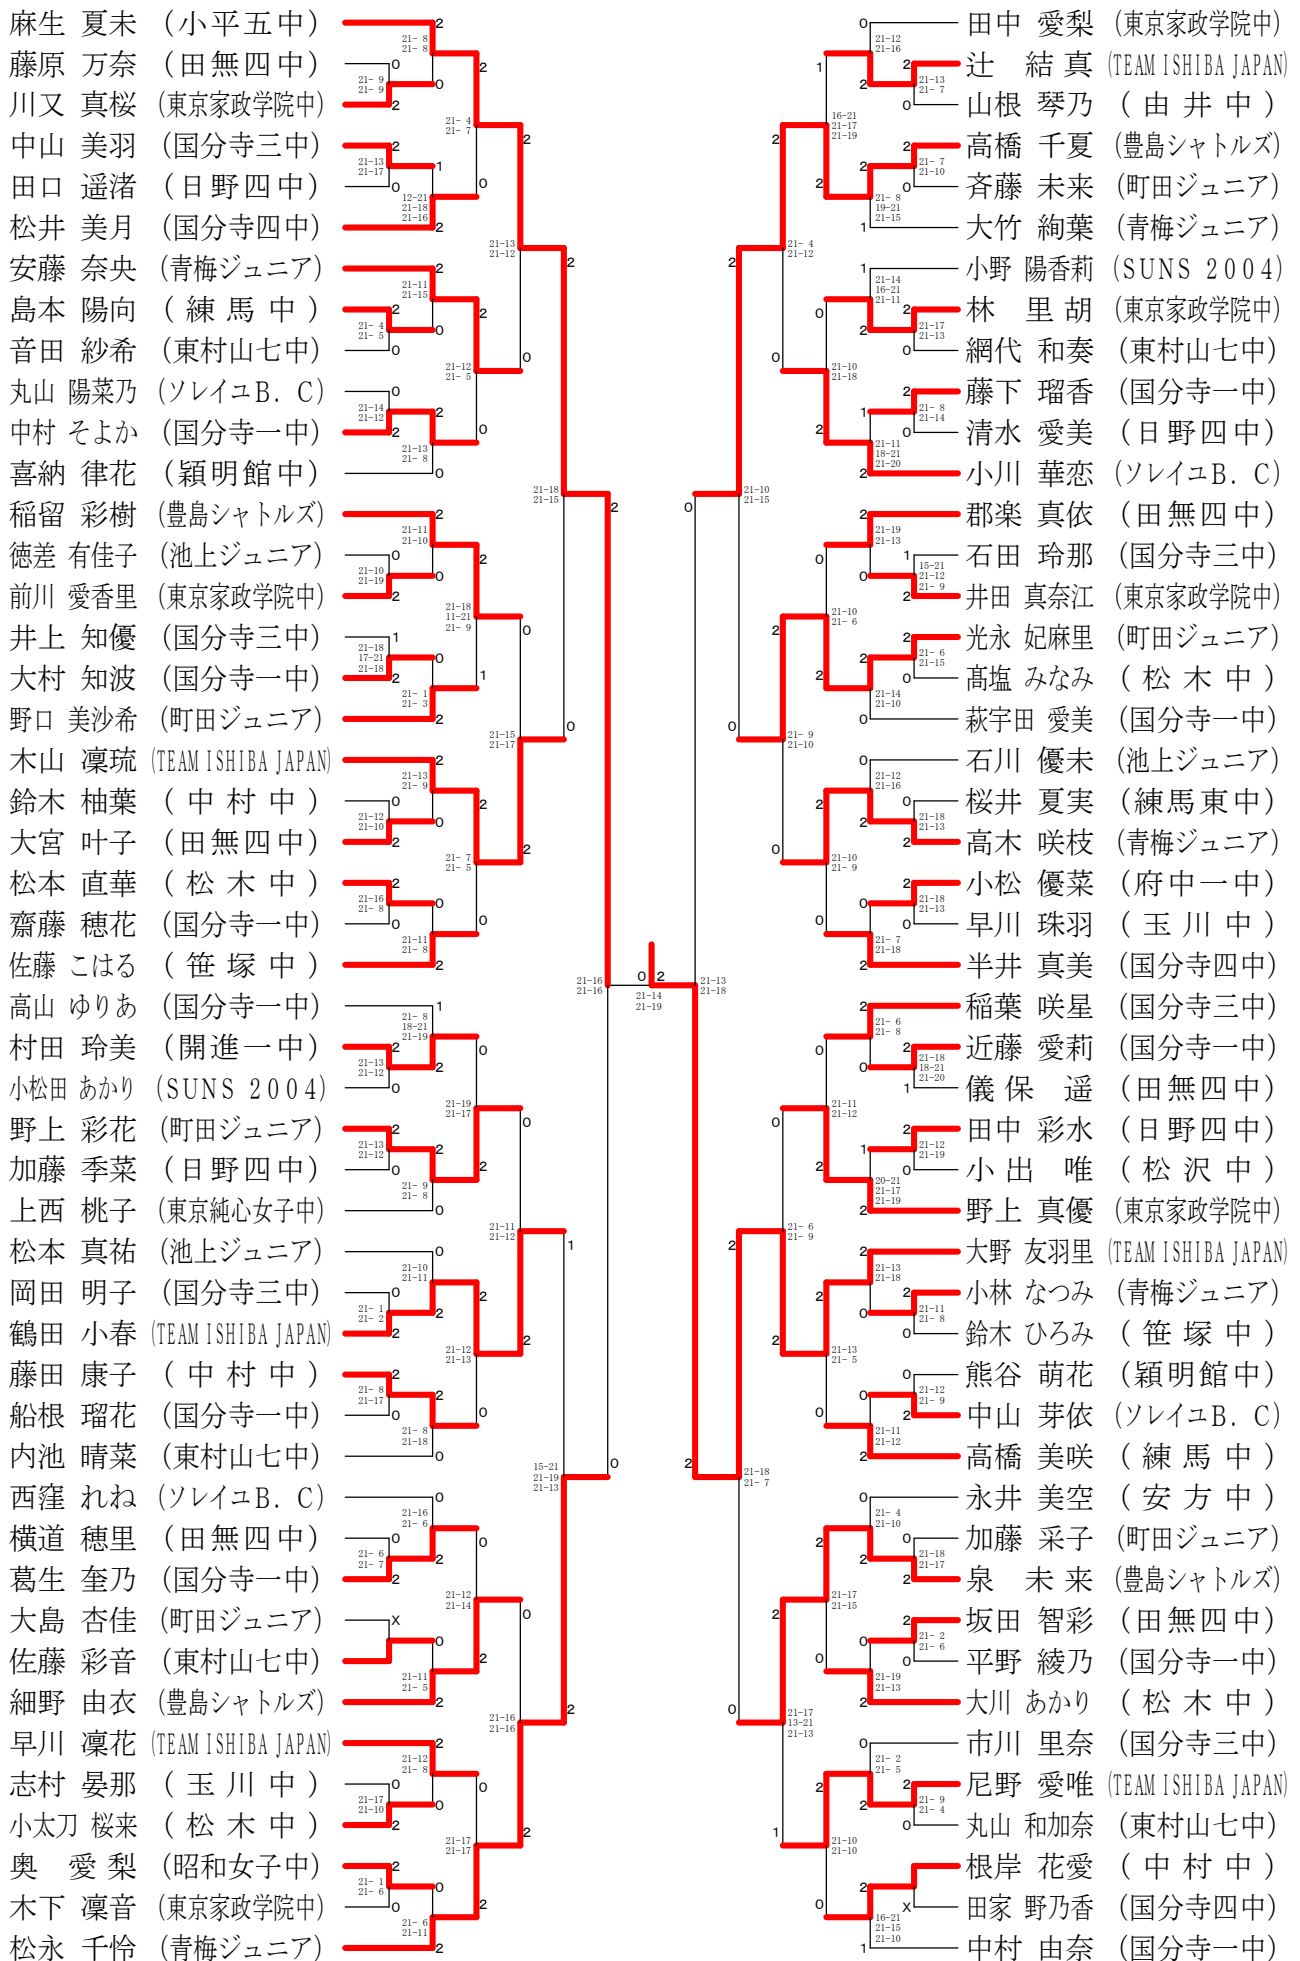 麻生 夏未 (小平五中)
藤原 万奈 (田無四中)
川又 真桜 (東京家政学院中)
中山 美羽 (国分寺三中)
田口 遥渚 (日野四中)
松井 美月 (国分寺四中)
安藤 奈央 (青梅ジュニア)
島本 陽向 (練馬中)
音田 紗希 (東村山七中)
丸山 陽菜乃 (ソレイユB. C)
中村 そよか (国分寺一中)
喜納 律花 (穎明館中)
稲留 彩樹 (豊島シャトルズ)
徳差 有佳子 (池上ジュニア)
前川 愛香里 (東京家政学院中)
井上 知優 (国分寺三中)
大村 知波 (国分寺一中)
野口 美沙希 (町田ジュニア)
木山 凜琉 (TEAM ISHIBA JAPAN)
鈴木 柚葉 (中村中)
大宮 叶子 (田無四中)
松本 直華 (松木中)
齋藤 穂花 (国分寺一中)
佐藤 こはる (笹塚中)
高山 ゆりあ (国分寺一中)
村田 玲美 (開進一中)
小松田 あかり (SUNS 2004)
野上 彩花 (町田ジュニア)
加藤 季菜 (日野四中)
上西 桃子 (東京純心女子中)
松本 真祐 (池上ジュニア)
岡田 明子 (国分寺三中)
鶴田 小春 (TEAM ISHIBA JAPAN)
藤田 康子 (中村中)
船根 瑠花 (国分寺一中)
内池 晴菜 (東村山七中)
西窪 れね (ソレイユB. C)
横道 穂里 (田無四中)
葛生 奎乃 (国分寺一中)
大島 杏佳 (町田ジュニア)
佐藤 彩音 (東村山七中)
細野 由衣 (豊島シャトルズ)
早川 凜花 (TEAM ISHIBA JAPAN)
志村 晏那 (玉川中)
小太刀 桜来 (松木中)
奥 愛梨 (昭和女子中)
木下 凜音 (東京家政学院中)
松永 千怜 (青梅ジュニア)
田中 愛梨 (東京家政学院中)
辻 結真 (TEAM ISHIBA JAPAN)
山根 琴乃 (由井中)
高橋 千夏 (豊島シャトルズ)
斉藤 未来 (町田ジュニア)
大竹 絢葉 (青梅ジュニア)
小野 陽香莉 (SUNS 2004)
林 里胡 (東京家政学院中)
網代 和奏 (東村山七中)
藤下 瑠香 (国分寺一中)
清水 愛美 (日野四中)
小川 華恋 (ソレイユB. C)
郡楽 真依 (田無四中)
石田 玲那 (国分寺三中)
井田 真奈江 (東京家政学院中)
光永 妃麻里 (町田ジュニア)
髙塩 みなみ (松木中)
萩宇田 愛美 (国分寺一中)
石川 優未 (池上ジュニア)
桜井 夏実 (練馬東中)
高木 咲枝 (青梅ジュニア)
小松 優菜 (府中一中)
早川 珠羽 (玉川中)
半井 真美 (国分寺四中)
稲葉 咲星 (国分寺三中)
近藤 愛莉 (国分寺一中)
儀保 遥 (田無四中)
田中 彩水 (日野四中)
小出 唯 (松沢中)
野上 真優 (東京家政学院中)
大野 友羽里 (TEAM ISHIBA JAPAN)
小林 なつみ (青梅ジュニア)
鈴木 ひろみ (笹塚中)
熊谷 萌花 (穎明館中)
中山 芽依 (ソレイユB. C)
高橋 美咲 (練馬中)
永井 美空 (安方中)
加藤 采子 (町田ジュニア)
泉 未来 (豊島シャトルズ)
坂田 智彩 (田無四中)
平野 綾乃 (国分寺一中)
大川 あかり (松木中)
市川 里奈 (国分寺三中)
尼野 愛唯 (TEAM ISHIBA JAPAN)
丸山 和加奈 (東村山七中)
根岸 花愛 (中村中)
田家 野乃香 (国分寺四中)
中村 由奈 (国分寺一中)